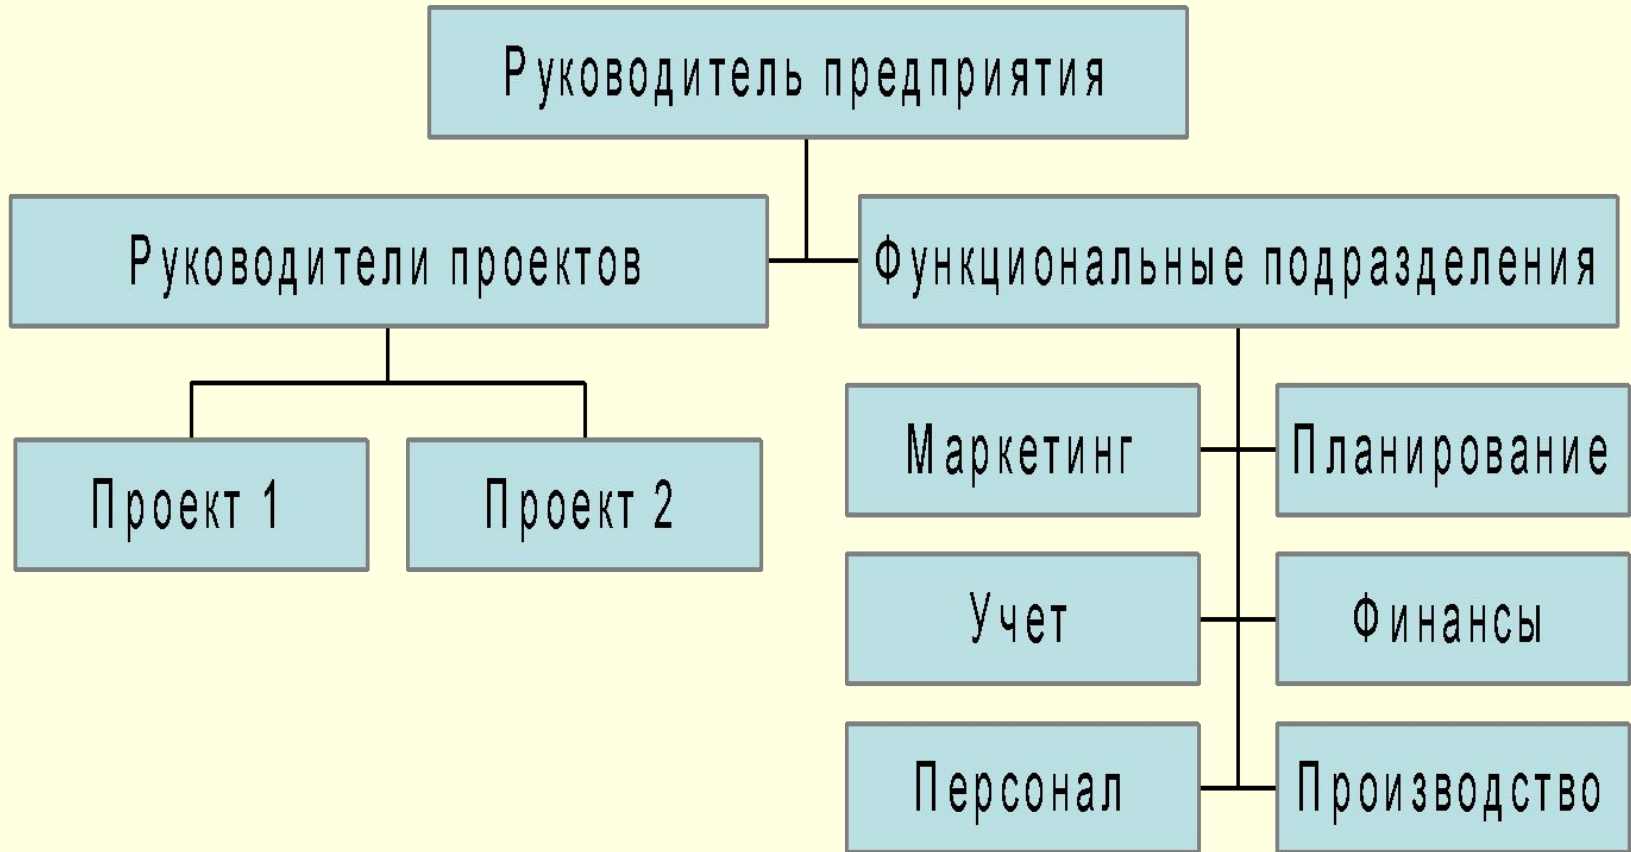 Руководитель предприятия
Руководители проектов
Функциональные подразделения
Проект 1
Проект 2
Маркетинг
Планирование
Учет
Финансы
Персонал
Производство